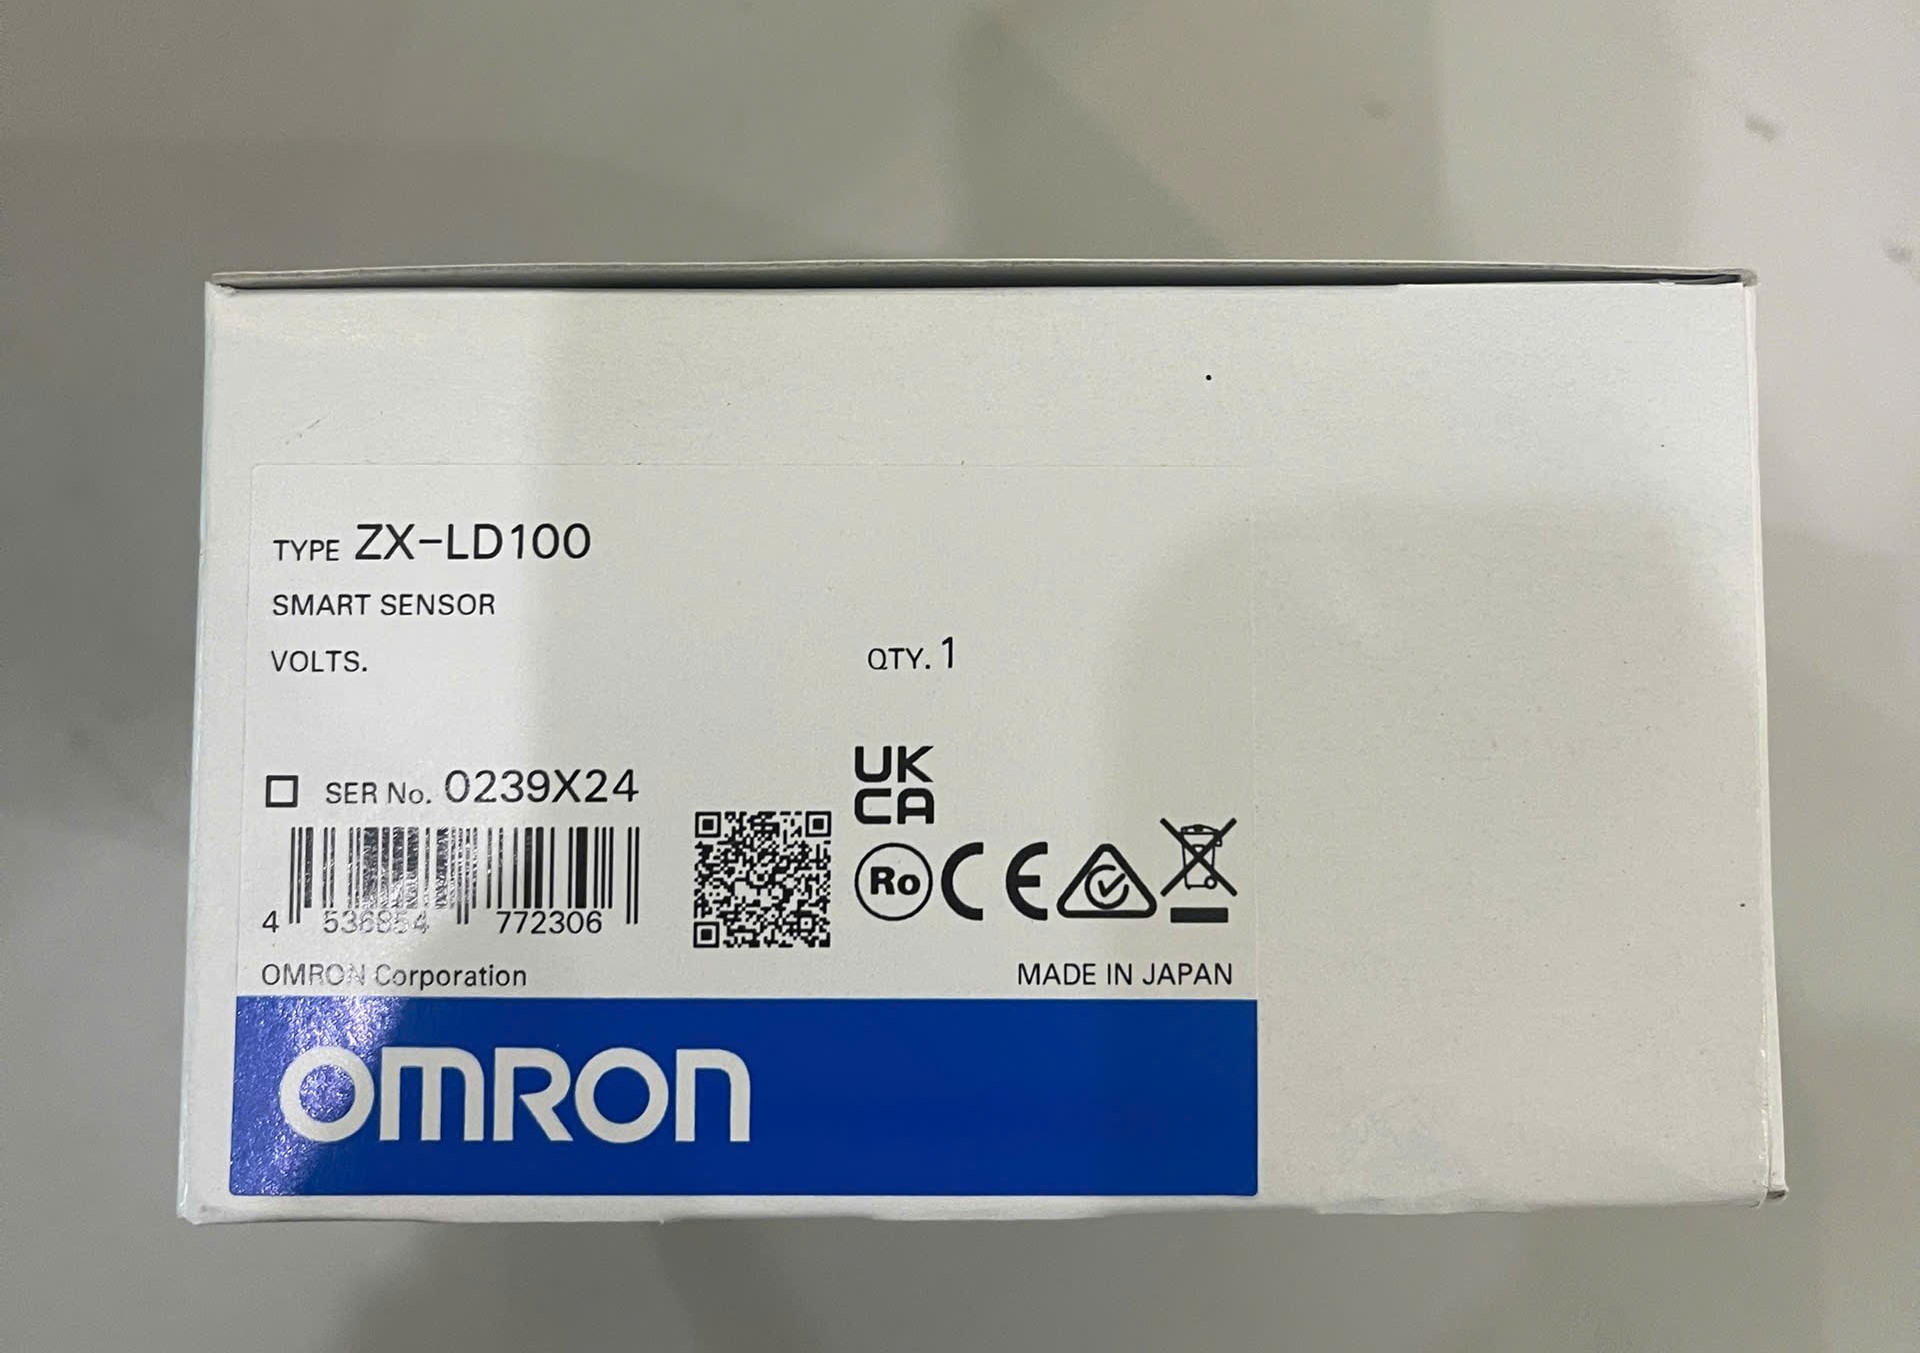 TYPE ZX-LD100
SMART SENSOR
VOLTS.
QTY. 1
SER No. 0239X24
4 536854 772306
UK
CA
Ro
CE
OMRON Corporation
MADE IN JAPAN
OMRON